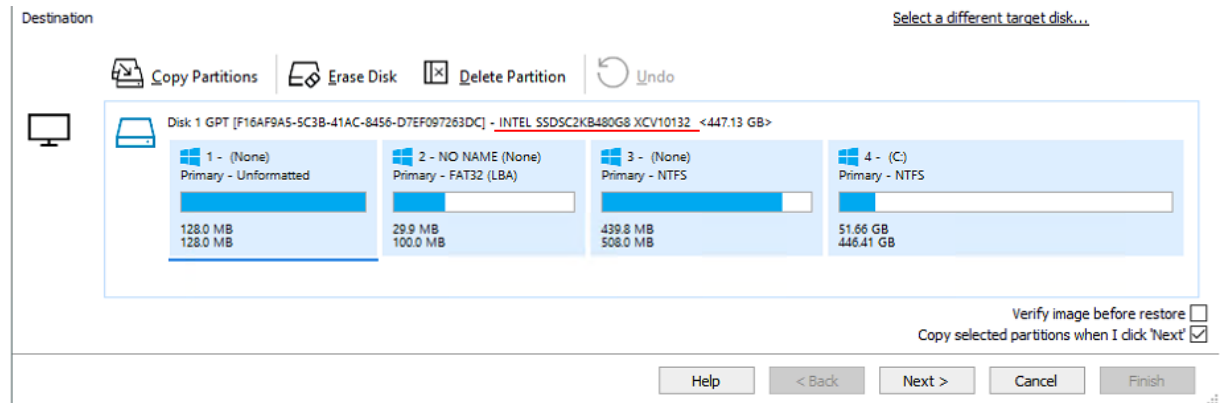 Destination
Select a different target disk...
Copy Partitions
Erase Disk
Delete Partition
Undo
Disk 1 GPT [F16AF9A5-5C3B-41AC-8456-D7EF097263DC] - INTEL SSDSC2KB480G8 XCV10132 <447.13 GB>
1 - (None)
Primary - Unformatted
128.0 MB
128.0 MB
2 - NO NAME (None)
Primary - FAT32 (LBA)
29.9 MB
100.0 MB
3 - (None)
Primary - NTFS
439.8 MB
508.0 MB
4 - (C:)
Primary - NTFS
51.66 GB
446.41 GB
Verify image before restore
Copy selected partitions when I click 'Next'
Help
< Back
Next >
Cancel
Finish